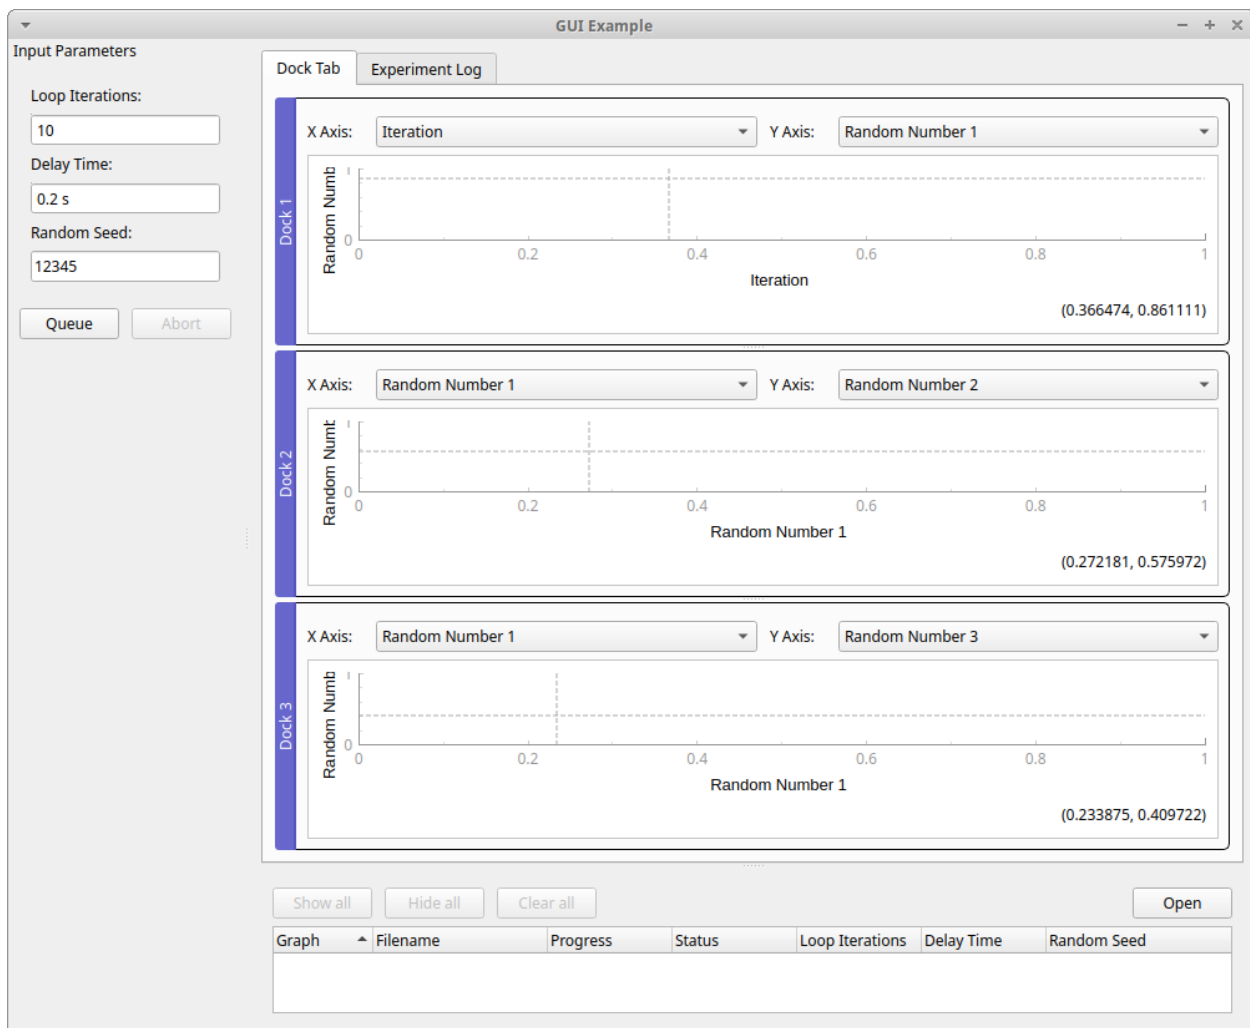 GUI Example
Input Parameters
Loop Iterations:
10
Delay Time:
0.2 s
Random Seed:
12345
Queue Abort
Dock Tab Experiment Log
Dock 1
X Axis: Iteration Y Axis: Random Number 1
Random Numb
1
0
0 0.2 0.4 0.6 0.8 1
Iteration
(0.366474, 0.861111)
Dock 2
X Axis: Random Number 1 Y Axis: Random Number 2
Random Numb
1
0
0 0.2 0.4 0.6 0.8 1
Random Number 1
(0.272181, 0.575972)
Dock 3
X Axis: Random Number 1 Y Axis: Random Number 3
Random Numb
1
0
0 0.2 0.4 0.6 0.8 1
Random Number 1
(0.233875, 0.409722)
Show all Hide all Clear all Open
Graph Filename Progress Status Loop Iterations Delay Time Random Seed